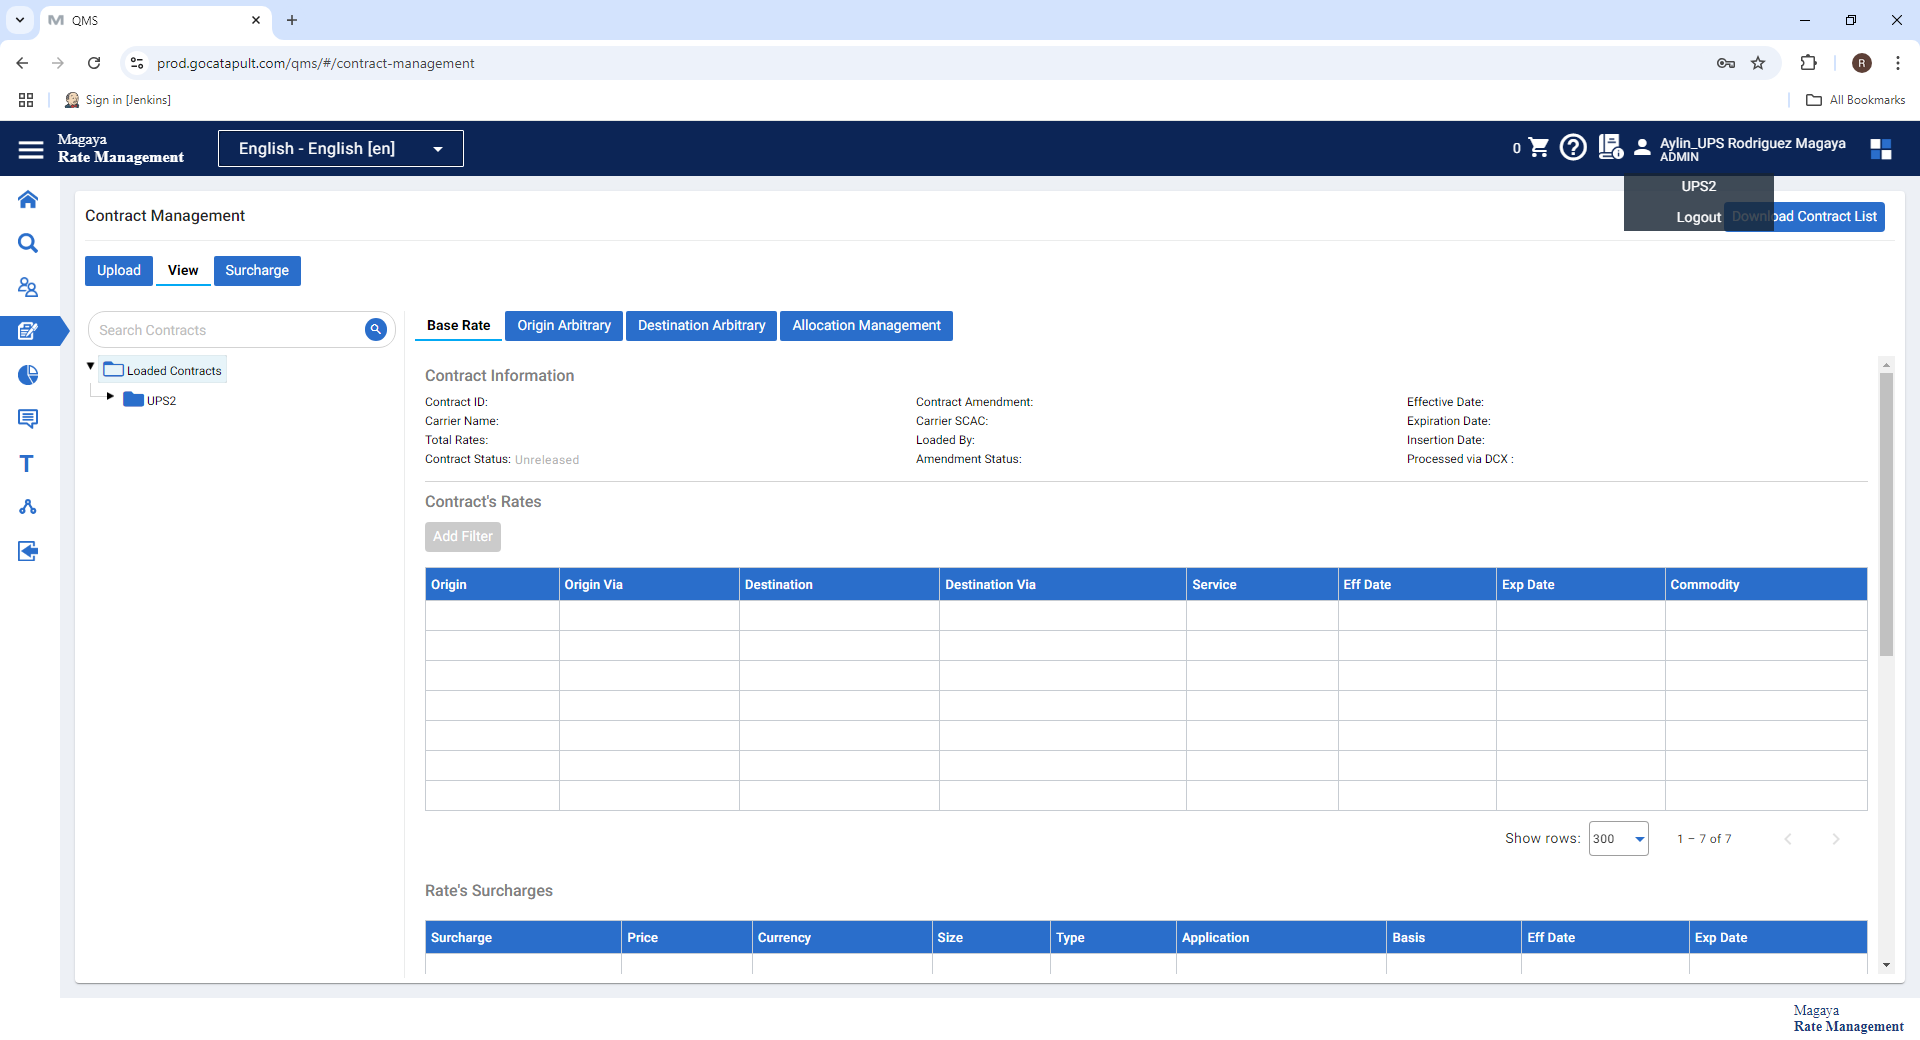 QMS
prod.gocatapult.com/qms/#/contract-management
R
Sign in [Jenkins]
All Bookmarks
Magaya
Rate Management
English - English [en]
0
Aylin_UPS Rodriguez Magaya
ADMIN
UPS2
Logout
Contract Management
Download Contract List
Upload
View
Surcharge
Search Contracts
Loaded Contracts
UPS2
Base Rate
Origin Arbitrary
Destination Arbitrary
Allocation Management
Contract Information
Contract ID:
Contract Amendment:
Effective Date:
Carrier Name:
Carrier SCAC:
Expiration Date:
Total Rates:
Loaded By:
Insertion Date:
Contract Status: Unreleased
Amendment Status:
Processed via DCX :
Contract's Rates
Add Filter
Origin
Origin Via
Destination
Destination Via
Service
Eff Date
Exp Date
Commodity
Show rows:
300
1 – 7 of 7
Rate's Surcharges
Surcharge
Price
Currency
Size
Type
Application
Basis
Eff Date
Exp Date
Magaya
Rate Management